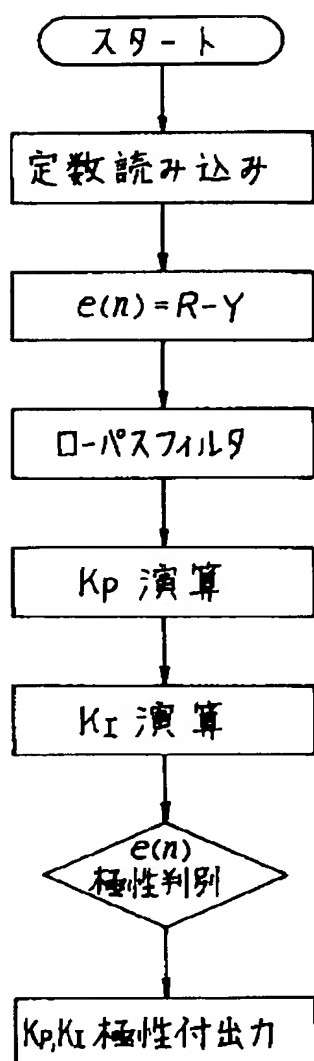 スタート
定数読み込み
e(n)=R-Y
ローパスフィルタ
KP 演算
KI 演算
e(n)
極性判別
KP,KI 極性付出力